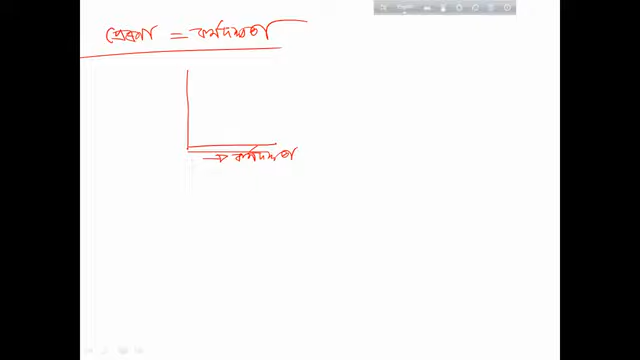 প্রেষণা = কর্মদক্ষতা
→ কর্মদক্ষতা